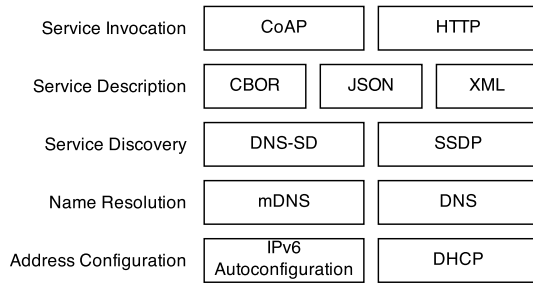 Service Invocation CoAP HTTP
Service Description CBOR JSON XML
Service Discovery DNS-SD SSDP
Name Resolution mDNS DNS
Address Configuration IPv6 Autoconfiguration DHCP